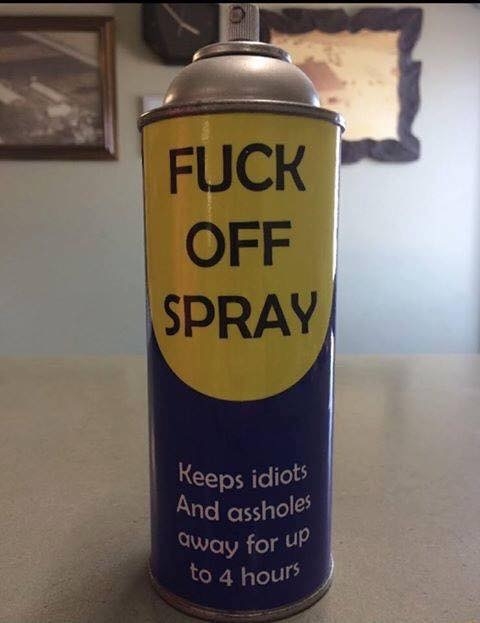 FUCK
OFF
SPRAY
Keeps idiots
And assholes
away for up
to 4 hours